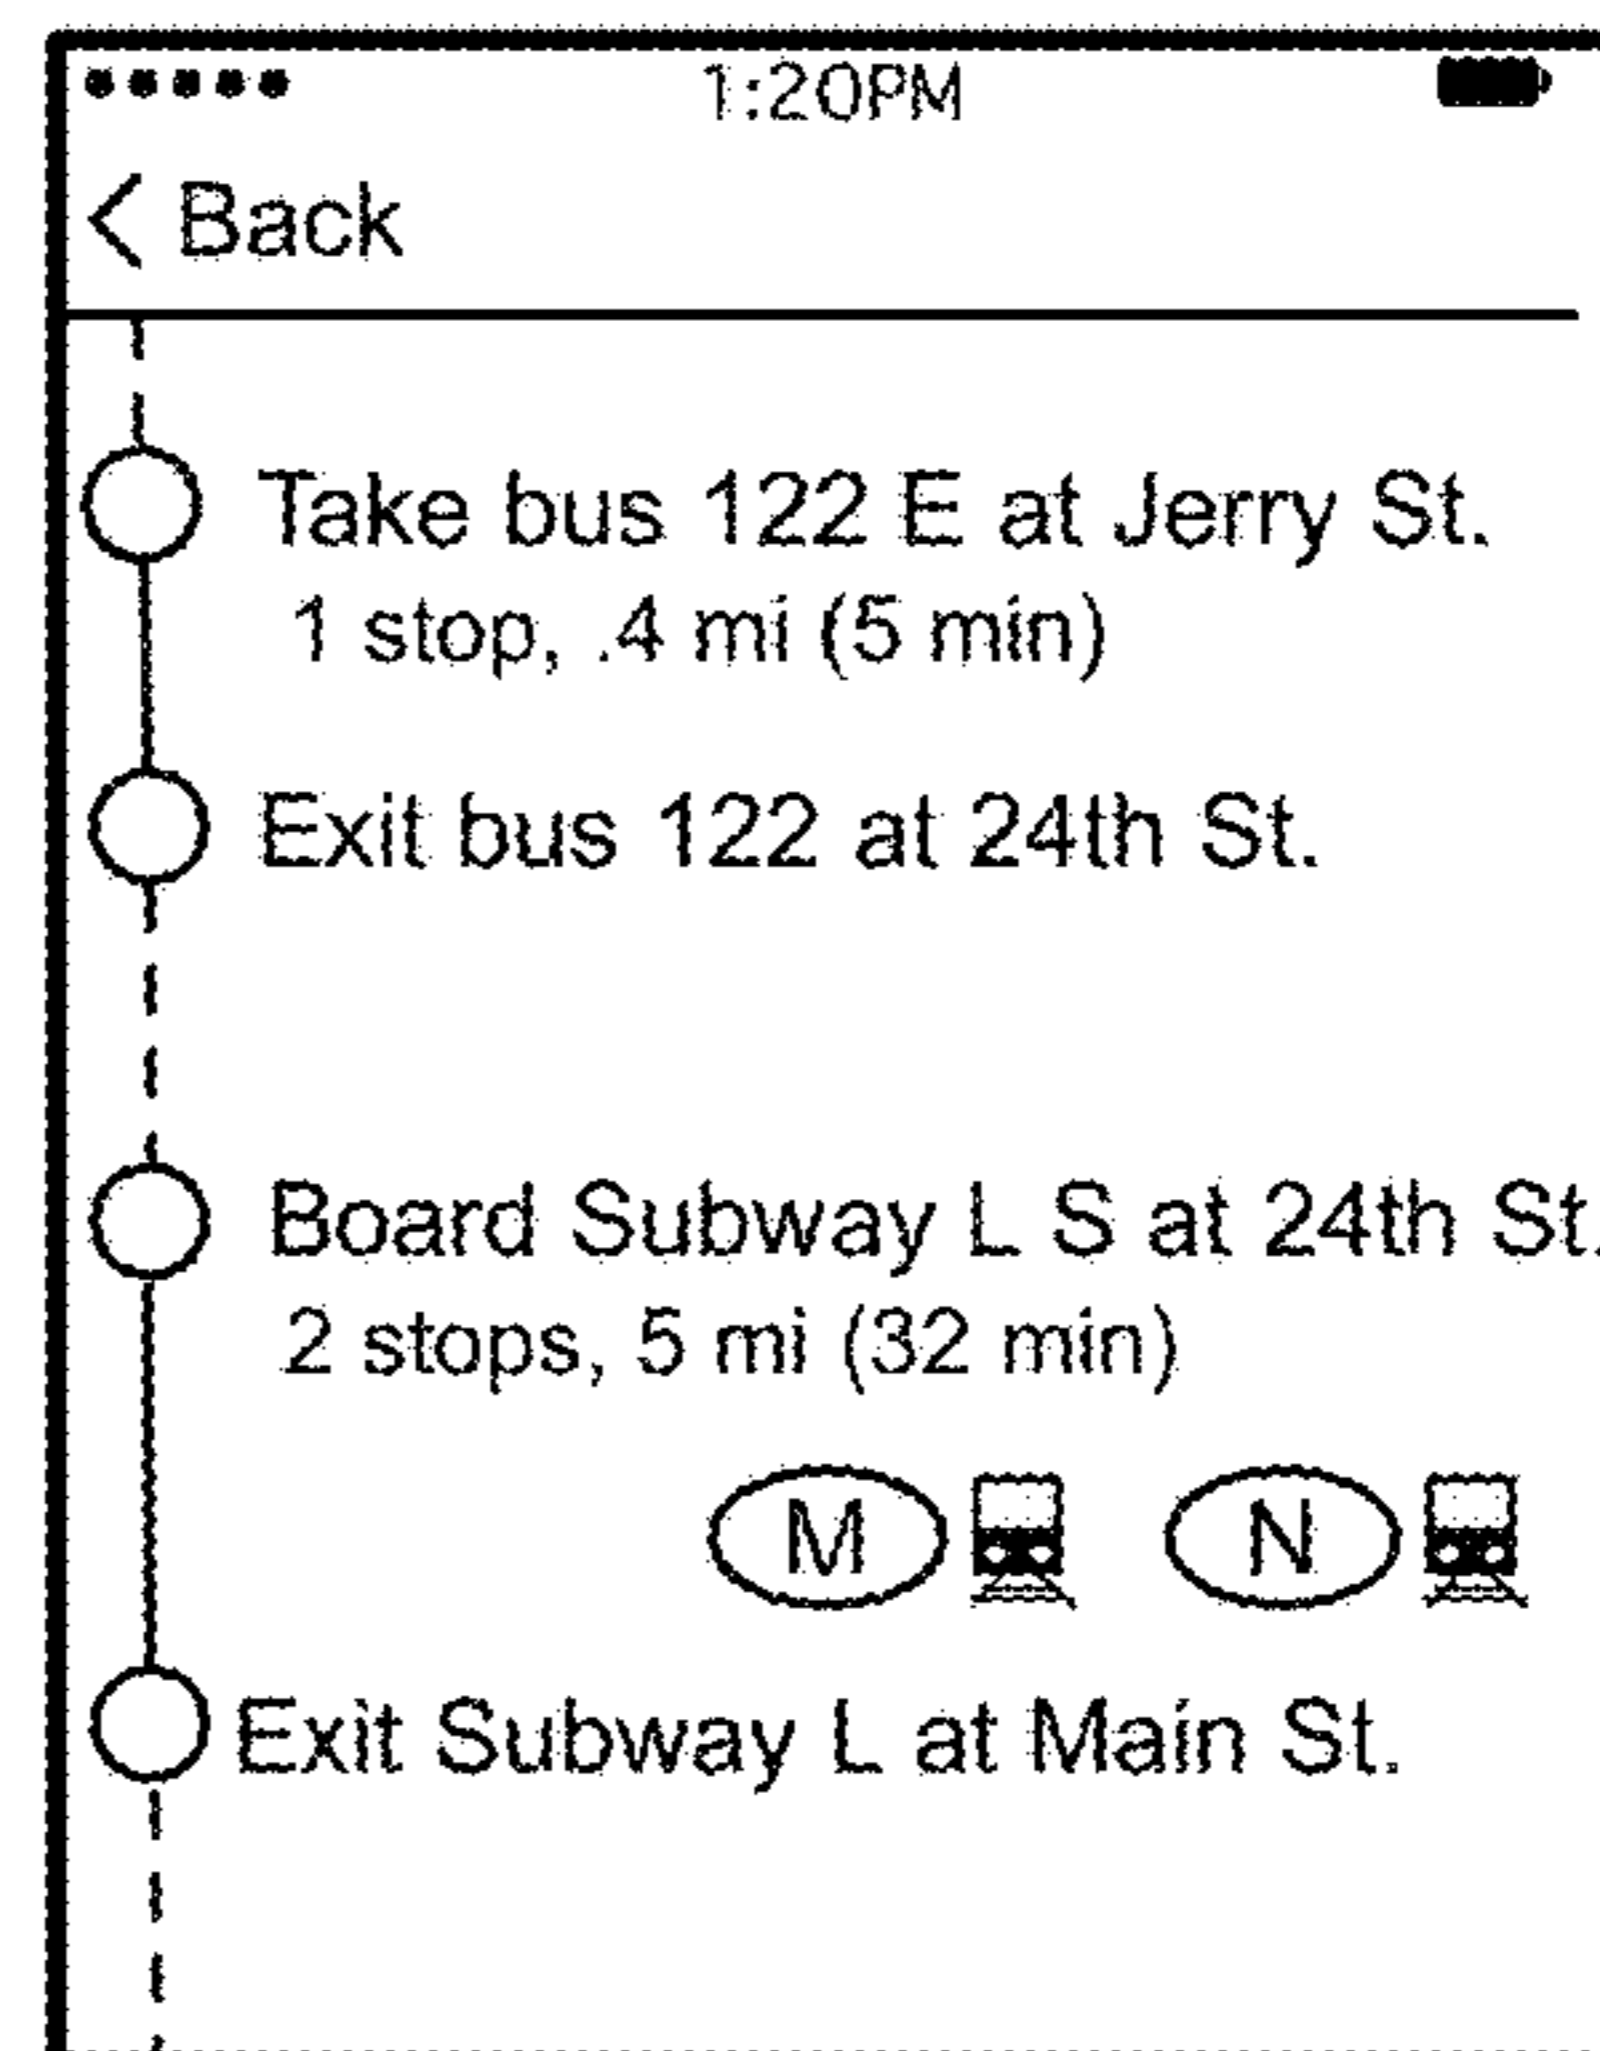 1:20PM
< Back
Take bus 122 E at Jerry St.
1 stop, .4 mi (5 min)
Exit bus 122 at 24th St.
Board Subway L S at 24th St.
2 stops, 5 mi (32 min)
M N
Exit Subway L at Main St.